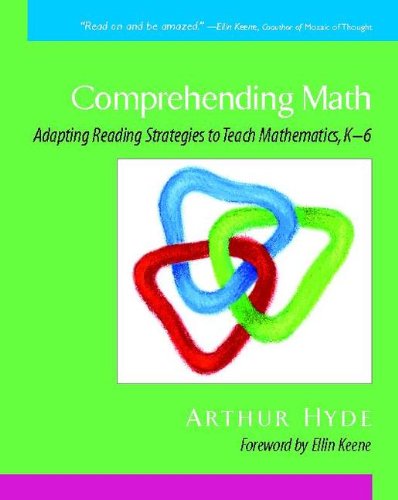 "Read on and be amazed." —Ellin Keene, Coauthor of Mosaic of Thought
Comprehending Math
Adapting Reading Strategies to Teach Mathematics, K–6
Arthur Hyde
Foreword by Ellin Keene